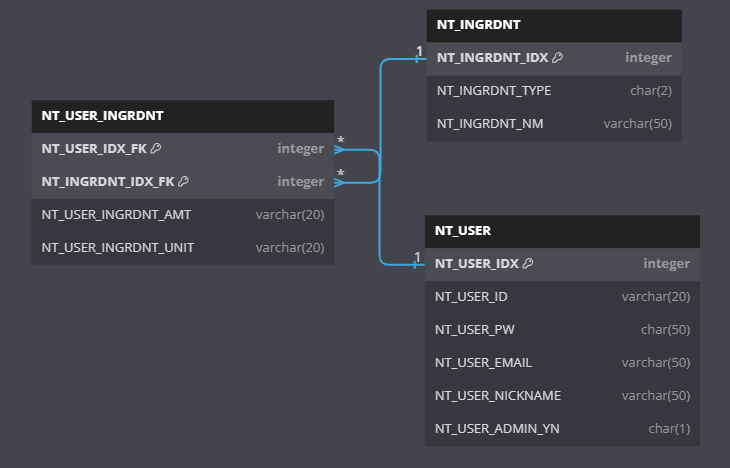 NT_INGRDNT
1
NT_INGRDNT_IDX integer
NT_INGRDNT_TYPE char(2)
NT_INGRDNT_NM varchar(50)
NT_USER_INGRDNT
NT_USER_IDX_FK integer
*
NT_INGRDNT_IDX_FK integer
*
NT_USER_INGRDNT_AMT varchar(20)
NT_USER_INGRDNT_UNIT varchar(20)
NT_USER
1
NT_USER_IDX integer
NT_USER_ID varchar(20)
NT_USER_PW char(50)
NT_USER_EMAIL varchar(50)
NT_USER_NICKNAME varchar(50)
NT_USER_ADMIN_YN char(1)